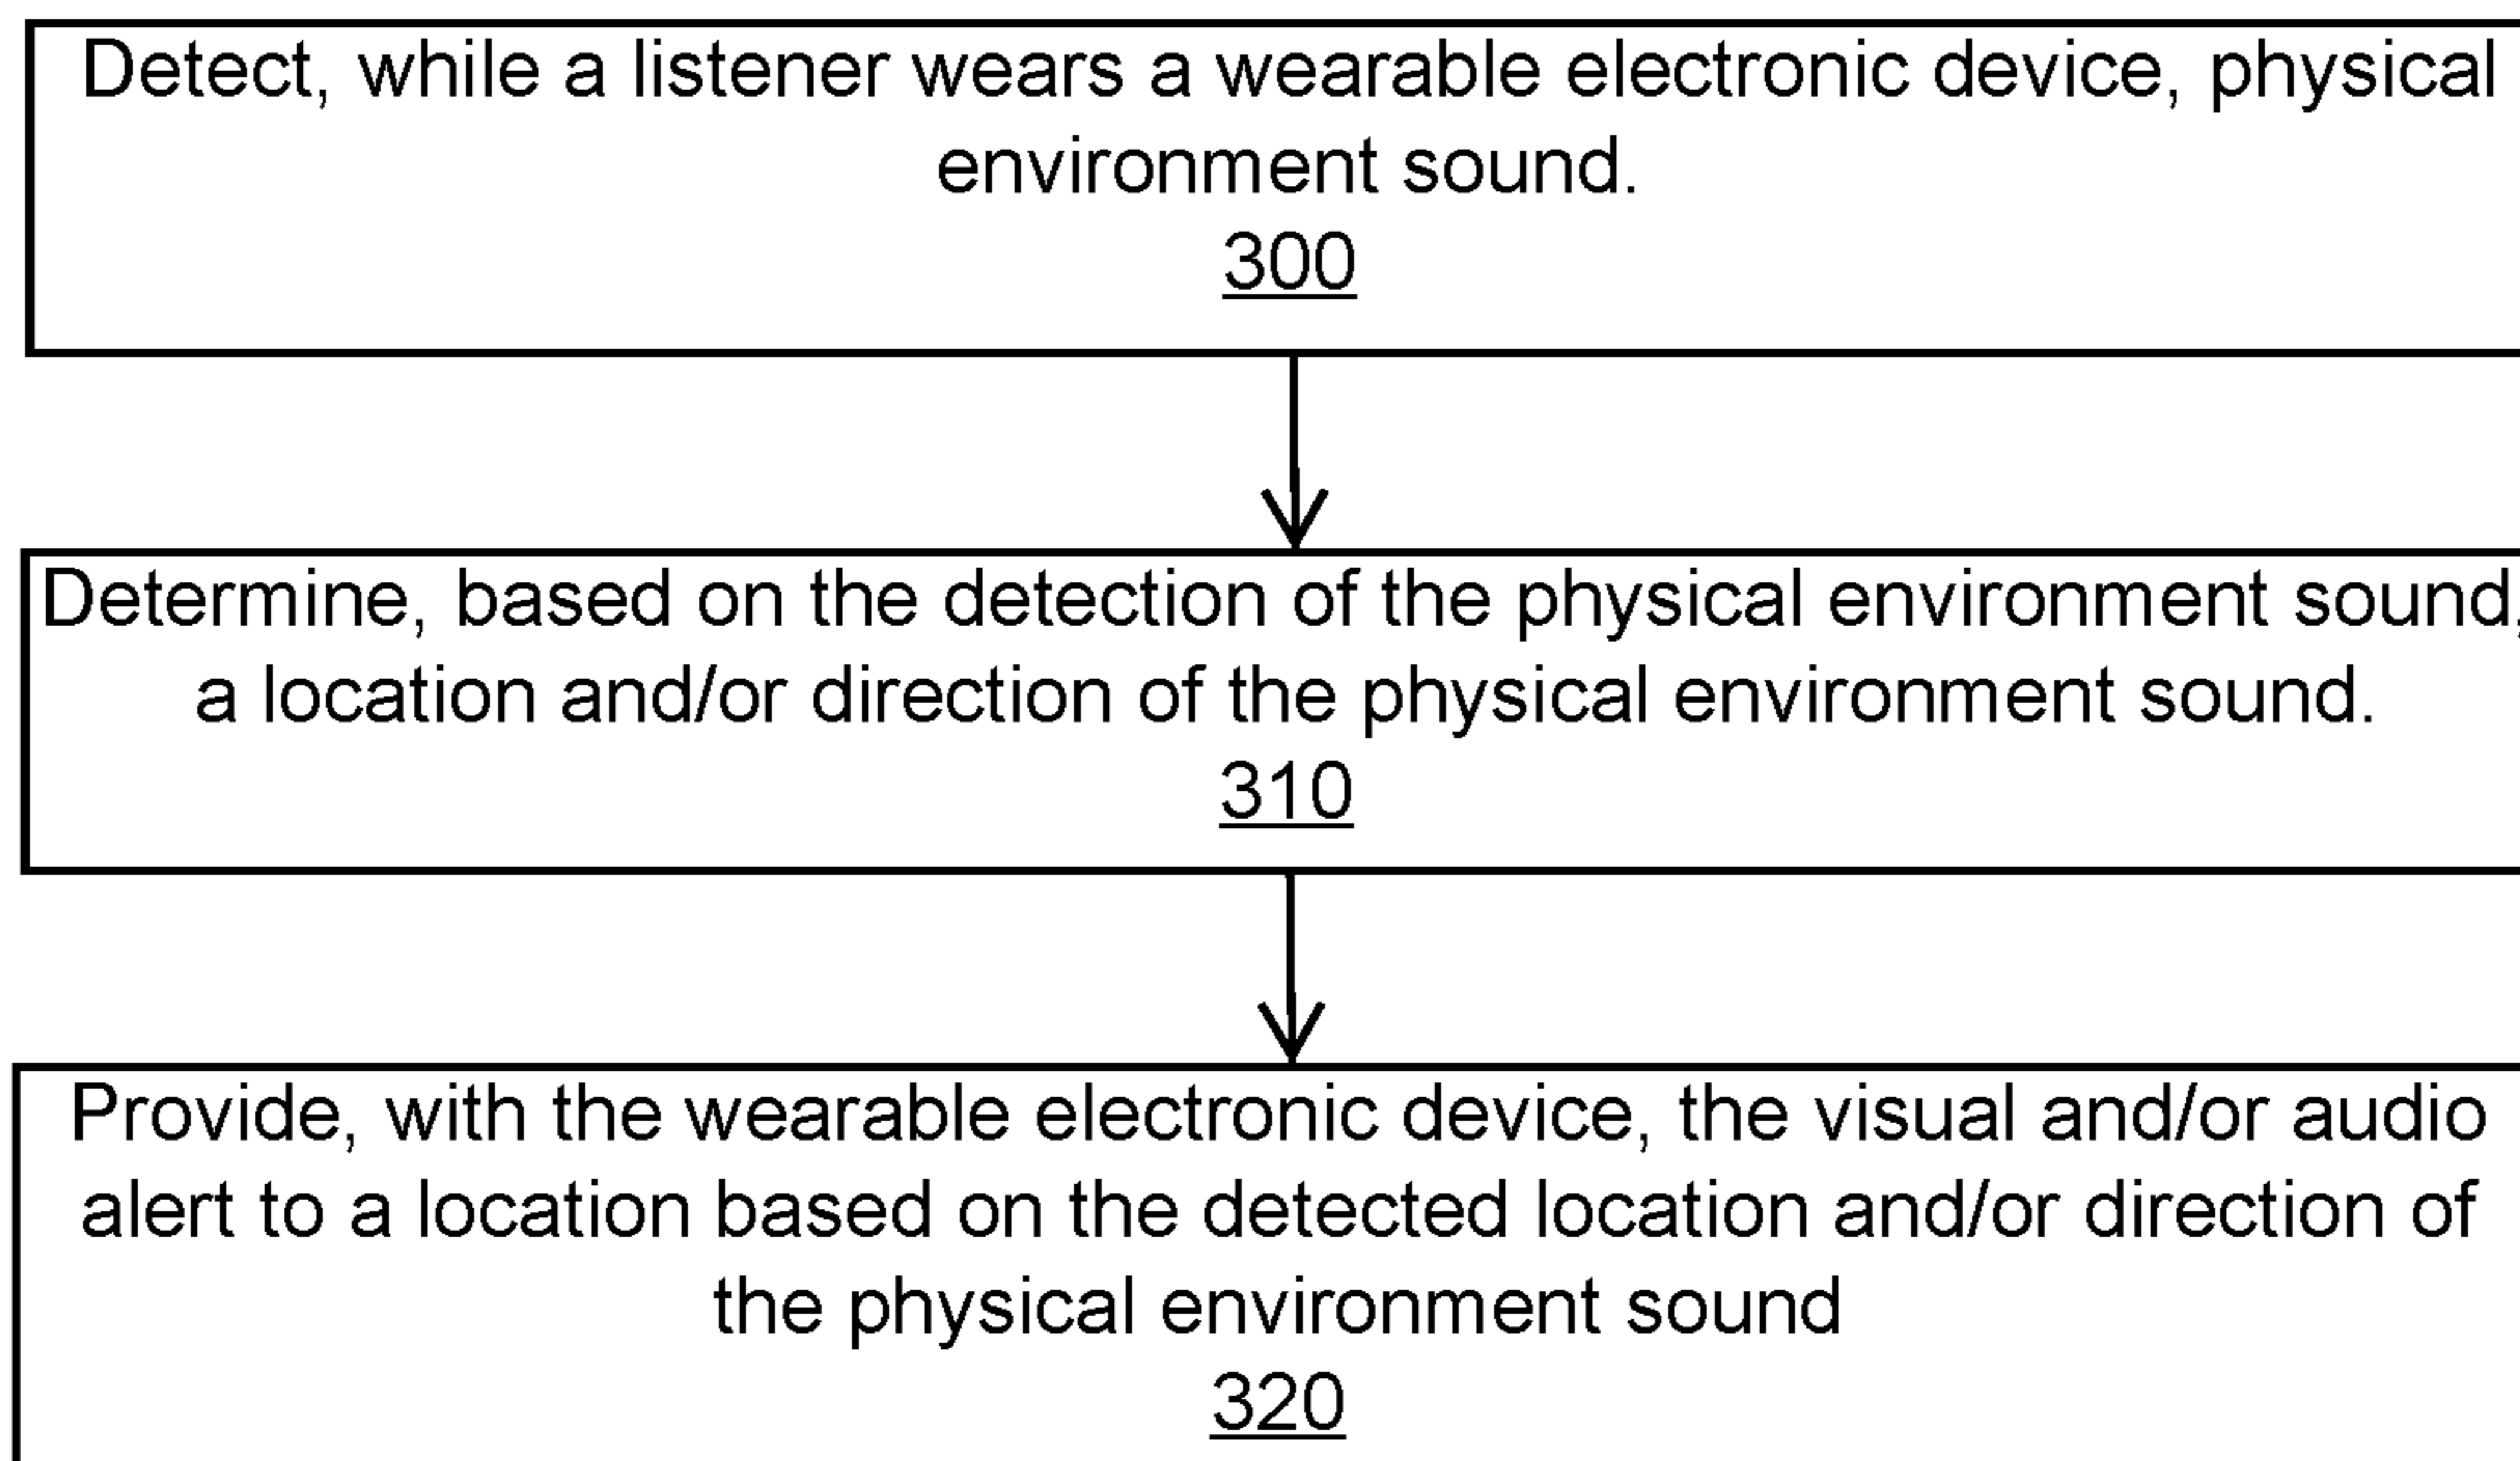 Detect, while a listener wears a wearable electronic device, physical
environment sound.
300
Determine, based on the detection of the physical environment sound,
a location and/or direction of the physical environment sound.
310
Provide, with the wearable electronic device, the visual and/or audio
alert to a location based on the detected location and/or direction of
the physical environment sound
320